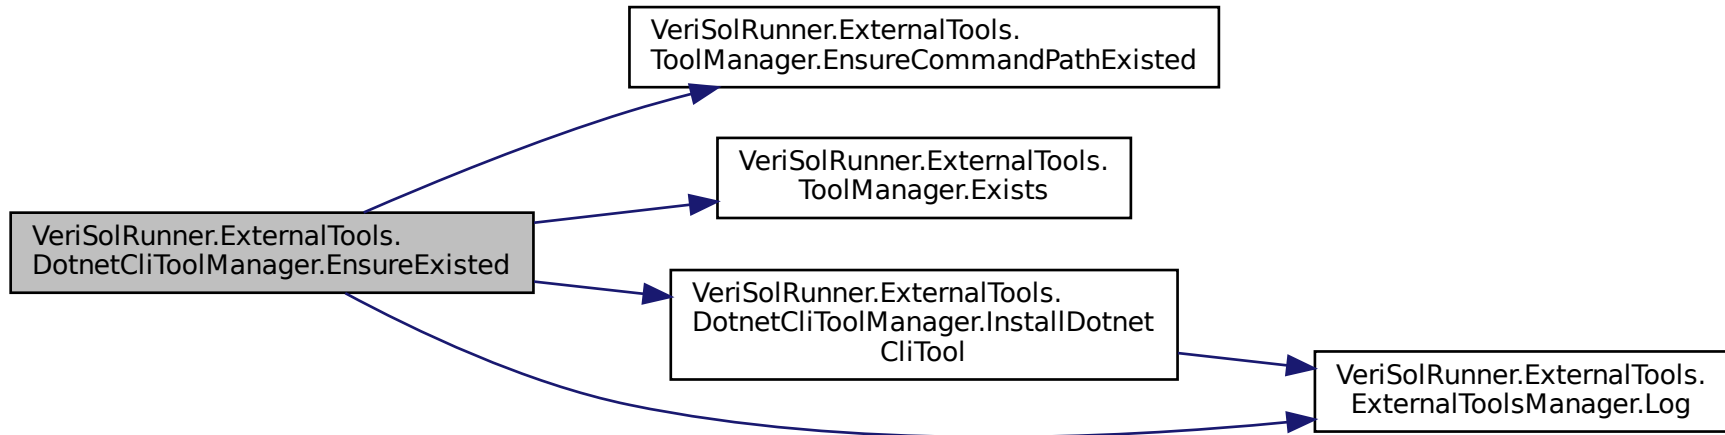 VeriSolRunner.ExternalTools.
ToolManager.EnsureCommandPathExisted
VeriSolRunner.ExternalTools.
ToolManager.Exists
VeriSolRunner.ExternalTools.
DotnetCliToolManager.EnsureExisted
VeriSolRunner.ExternalTools.
DotnetCliToolManager.InstallDotnet
CliTool
VeriSolRunner.ExternalTools.
ExternalToolsManager.Log